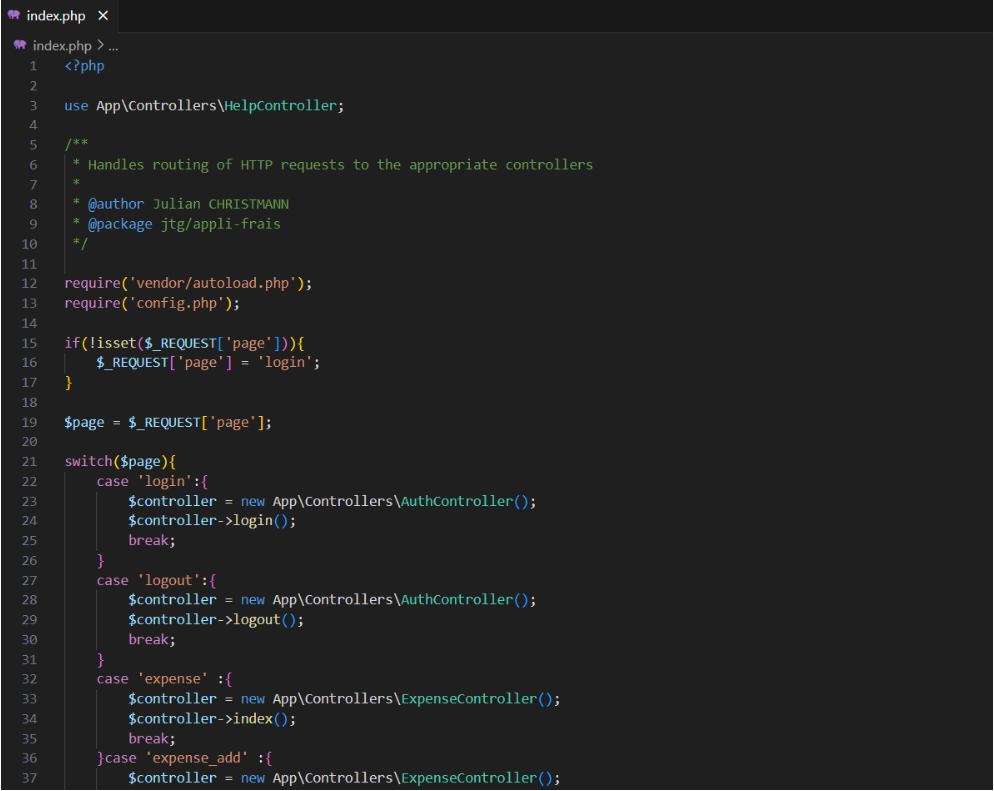 index.php ×
index.php > ...
1 <?php
2
3 use App\Controllers\HelpController;
4
5 /**
6  * Handles routing of HTTP requests to the appropriate controllers
7  *
8  * @author Julian CHRISTMANN
9  * @package jtg/appli-frais
10  */
11
12 require('vendor/autoload.php');
13 require('config.php');
14
15 if(!isset($_REQUEST['page'])){
16     $_REQUEST['page'] = 'login';
17 }
18
19 $page = $_REQUEST['page'];
20
21 switch($page){
22     case 'login':{
23         $controller = new App\Controllers\AuthController();
24         $controller->login();
25         break;
26     }
27     case 'logout':{
28         $controller = new App\Controllers\AuthController();
29         $controller->logout();
30         break;
31     }
32     case 'expense' :{
33         $controller = new App\Controllers\ExpenseController();
34         $controller->index();
35         break;
36     }case 'expense_add' :{
37         $controller = new App\Controllers\ExpenseController();